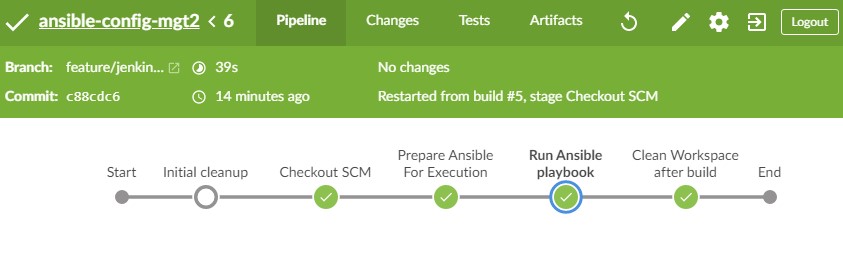 ansible-config-mgt2 < 6 Pipeline Changes Tests Artifacts Logout
Branch: feature/jenkin... 39s No changes
Commit: c88cdc6 14 minutes ago Restarted from build #5, stage Checkout SCM
Start
Initial cleanup
Checkout SCM
Prepare Ansible
For Execution
Run Ansible
playbook
Clean Workspace
after build
End